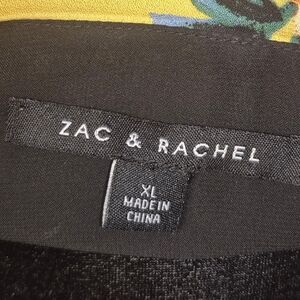 ZAC & RACHEL
XL
MADE IN
CHINA